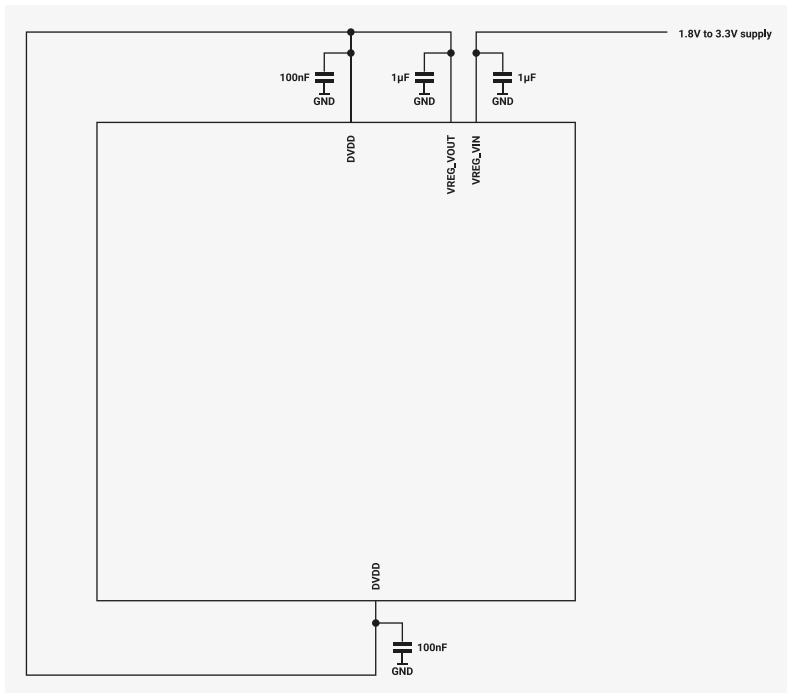 1.8V to 3.3V supply
100nF
1µF
1µF
GND
GND
GND
DVDD
VREG_VOUT
VREG_VIN
DVDD
100nF
GND